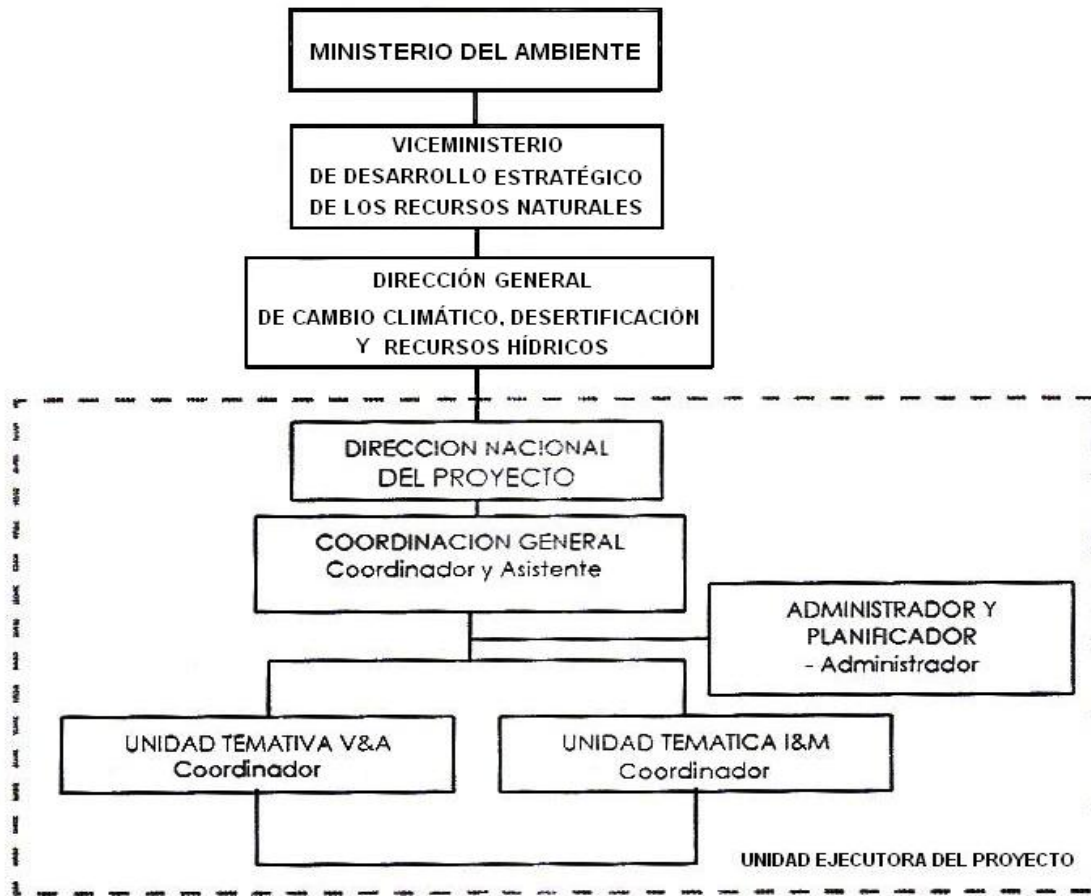 MINISTERIO DEL AMBIENTE
VICEMINISTERIO
DE DESARROLLO ESTRATÉGICO
DE LOS RECURSOS NATURALES
DIRECCIÓN GENERAL
DE CAMBIO CLIMÁTICO, DESERTIFICACIÓN
Y RECURSOS HÍDRICOS
DIRECCION NACIONAL
DEL PROYECTO
COORDINACION GENERAL
Coordinador y Asistente
ADMINISTRADOR Y
PLANIFICADOR
- Administrador
UNIDAD TEMATIVA V&A
Coordinador
UNIDAD TEMATICA I&M
Coordinador
UNIDAD EJECUTORA DEL PROYECTO